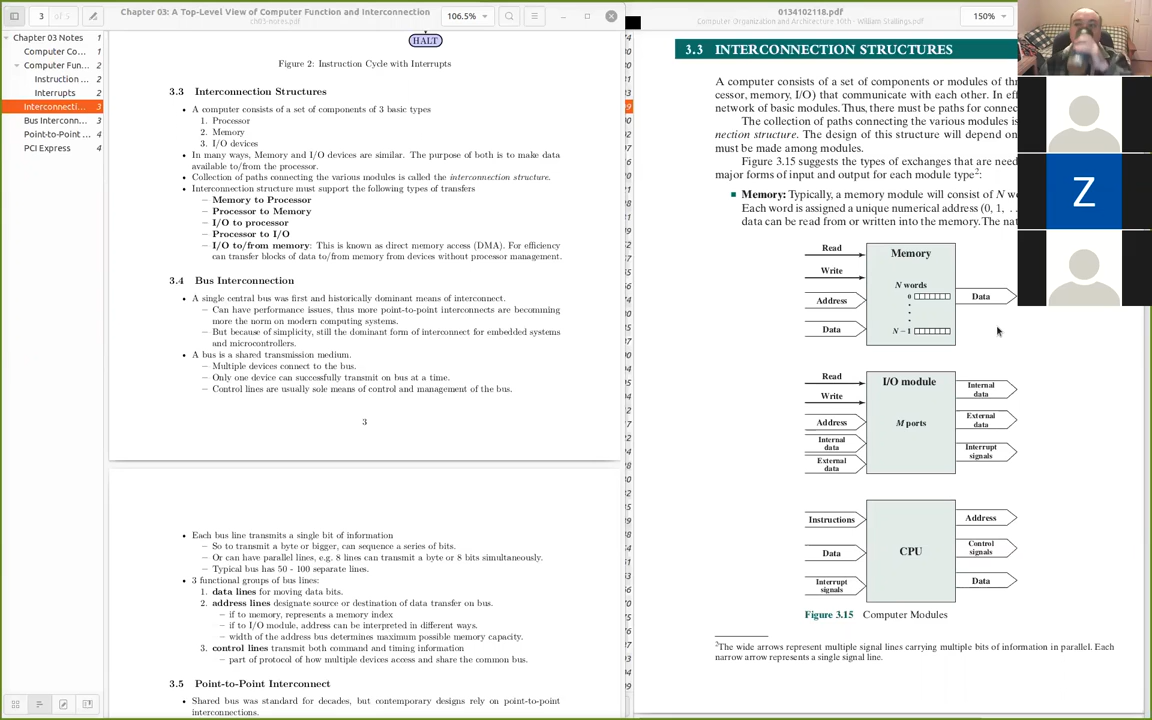 3 of 5
Chapter 03: A Top-Level View of Computer Function and Interconnection
ch03-notes.pdf
106.5%
0134102118.pdf
Computer Organization and Architecture 10th - William Stallings.pdf
150%
Chapter 03 Notes 1
Computer Co... 1
Computer Fun... 2
Instruction ... 2
Interrupts 2
Interconnecti... 3
Bus Interconn... 3
Point-to-Point ... 4
PCI Express 4
HALT
Figure 2: Instruction Cycle with Interrupts
3.3 Interconnection Structures
• A computer consists of a set of components of 3 basic types
1. Processor
2. Memory
3. I/O devices
• In many ways, Memory and I/O devices are similar. The purpose of both is to make data
available to/from the processor.
• Collection of paths connecting the various modules is called the interconnection structure.
• Interconnection structure must support the following types of transfers
– Memory to Processor
– Processor to Memory
– I/O to processor
– Processor to I/O
– I/O to/from memory: This is known as direct memory access (DMA). For efficiency
can transfer blocks of data to/from memory from devices without processor management.
3.4 Bus Interconnection
• A single central bus was first and historically dominant means of interconnect.
– Can have performance issues, thus more point-to-point interconnects are becomming
more the norm on modern computing systems.
– But because of simplicity, still the dominant form of interconnect for embedded systems
and microcontrollers.
• A bus is a shared transmission medium.
– Multiple devices connect to the bus.
– Only one device can successfully transmit on bus at a time.
– Control lines are usually sole means of control and management of the bus.
3
• Each bus line transmits a single bit of information
– So to transmit a byte or bigger, can sequence a series of bits.
– Or can have parallel lines, e.g. 8 lines can transmit a byte or 8 bits simultaneously.
– Typical bus has 50 - 100 separate lines.
• 3 functional groups of bus lines:
1. data lines for moving data bits.
2. address lines designate source or destination of data transfer on bus.
– if to memory, represents a memory index
– if to I/O module, address can be interpreted in different ways.
– width of the address bus determines maximum possible memory capacity.
3. control lines transmit both command and timing information
– part of protocol of how multiple devices access and share the common bus.
3.5 Point-to-Point Interconnect
• Shared bus was standard for decades, but contemporary designs rely on point-to-point
interconnections.
3.3 INTERCONNECTION STRUCTURES
A computer consists of a set of components or modules of th
cessor, memory, I/O) that communicate with each other. In ef
network of basic modules. Thus, there must be paths for connec
The collection of paths connecting the various modules is
nection structure. The design of this structure will depend on
must be made among modules.
Figure 3.15 suggests the types of exchanges that are need
major forms of input and output for each module type2:
■ Memory: Typically, a memory module will consist of N wo
Each word is assigned a unique numerical address (0, 1, . .
data can be read from or written into the memory. The nat
Read
Write
Address
Data
Memory
N words
0
N – 1
Data
Read
Write
Address
Internal
data
External
data
I/O module
M ports
Internal
data
External
data
Interrupt
signals
Instructions
Data
Interrupt
signals
CPU
Address
Control
signals
Data
Figure 3.15 Computer Modules
2The wide arrows represent multiple signal lines carrying multiple bits of information in parallel. Each
narrow arrow represents a single signal line.
Z